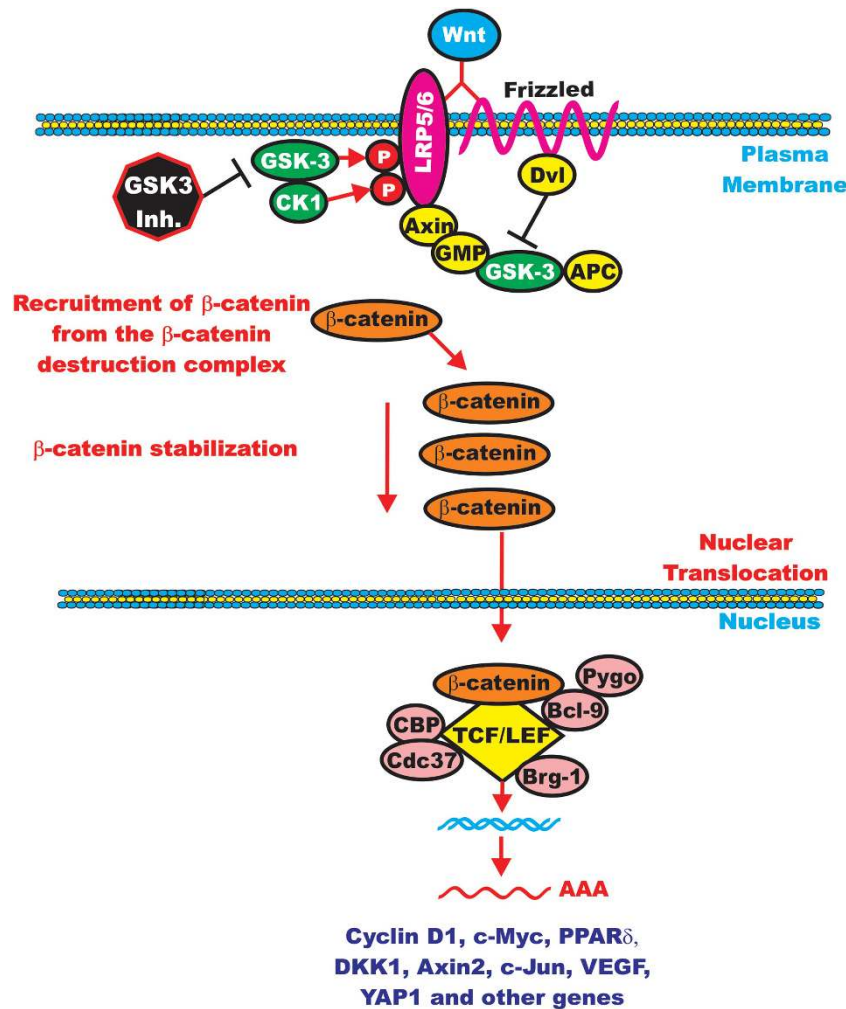 Wnt
Frizzled
LRP5/6
Plasma
Membrane
GSK3
Inh.
GSK-3
P
CK1
P
Dvl
Axin
GMP
GSK-3
APC
Recruitment of β-catenin
from the β-catenin
destruction complex
β-catenin
β-catenin
β-catenin stabilization
β-catenin
β-catenin
Nuclear
Translocation
Nucleus
β-catenin
Pygo
Bcl-9
CBP
TCF/LEF
Cdc37
Brg-1
AAA
Cyclin D1, c-Myc, PPARδ,
DKK1, Axin2, c-Jun, VEGF,
YAP1 and other genes